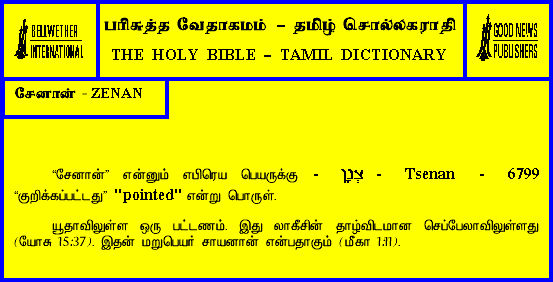 BELLWETHER
INTERNATIONAL
பரிசுத்த வேதாகமம் – தமிழ் சொல்லகராதி
THE HOLY BIBLE – TAMIL DICTIONARY
GOOD NEWS
PUBLISHERS
சேனான் - ZENAN
“சேனான்” என்னும் எபிரெய பெயருக்கு - צְנָן - Tsenan - 6799
“குறிக்கப்பட்டது” "pointed" என்று பொருள்.
யூதாவிலுள்ள ஒரு பட்டணம். இது லாகீசின் தாழ்விடமான செப்பேலாவிலுள்ளது
(யோசு 15:37). இதன் மறுபெயர் சாயனான் என்பதாகும் (மீகா 1:11).